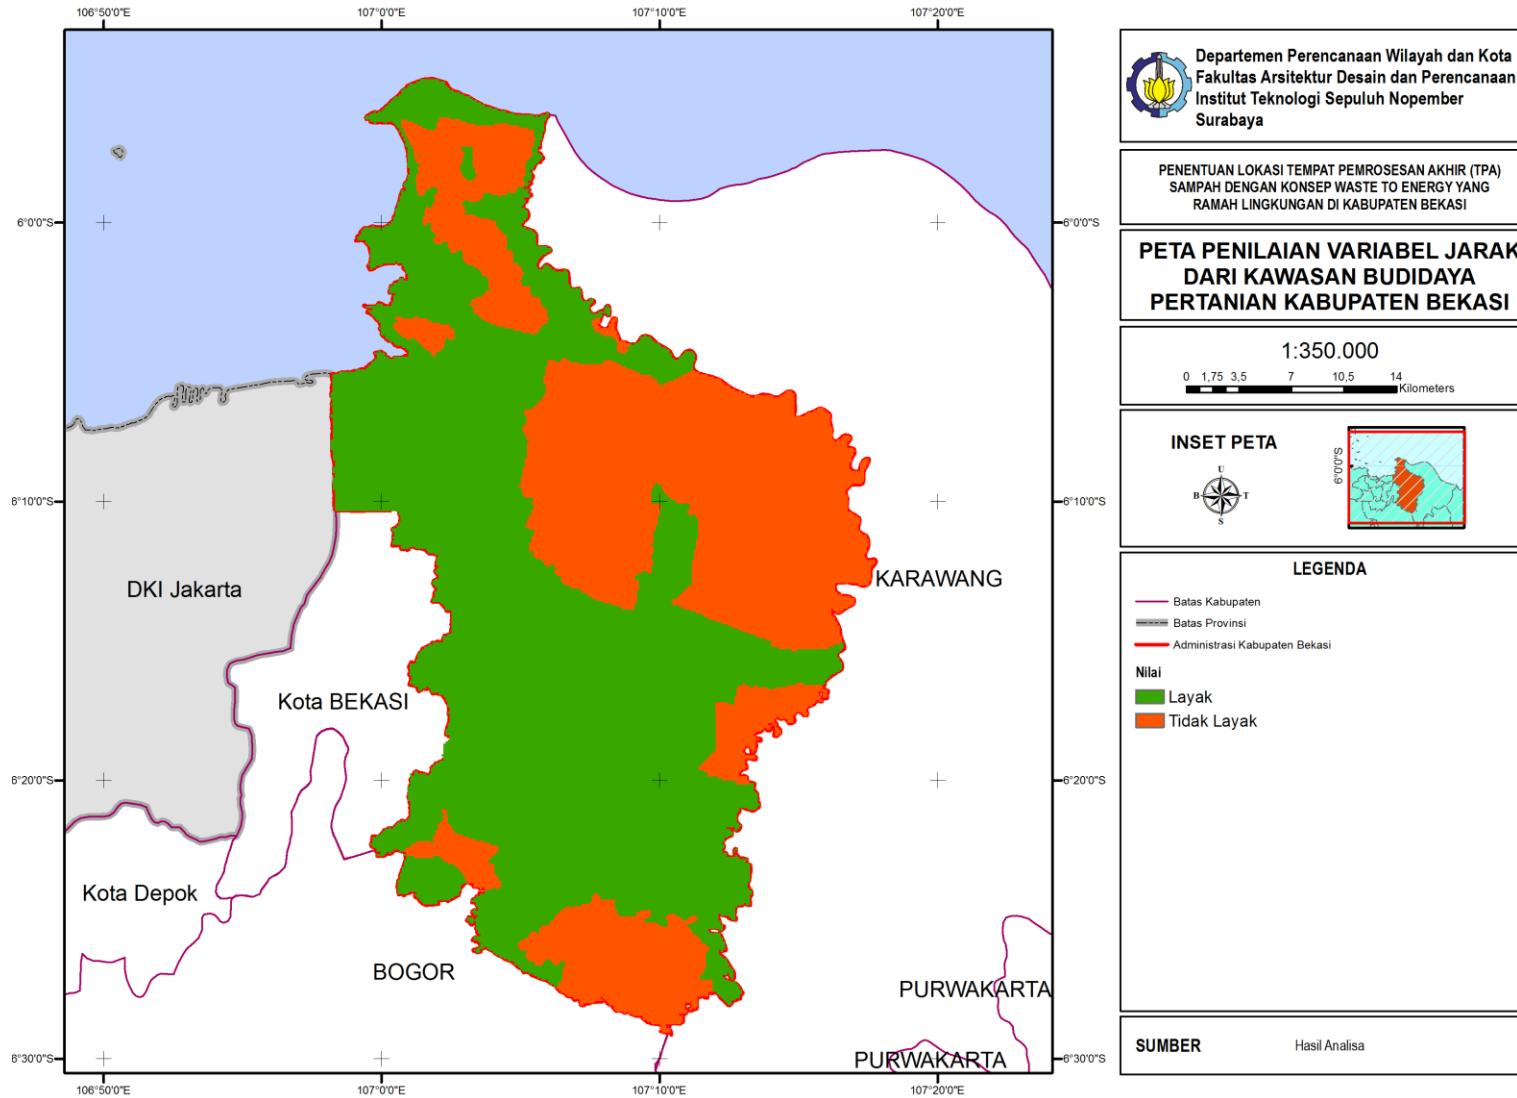 106°50'0"E
107°0'0"E
107°10'0"E
107°20'0"E
6°0'0"S
6°0'0"S
6°10'0"S
6°10'0"S
6°20'0"S
6°20'0"S
6°30'0"S
6°30'0"S
106°50'0"E
107°0'0"E
107°10'0"E
107°20'0"E
DKI Jakarta
KARAWANG
Kota BEKASI
Kota Depok
BOGOR
PURWAKARTA
PURWAKARTA
Departemen Perencanaan Wilayah dan Kota
Fakultas Arsitektur Desain dan Perencanaan
Institut Teknologi Sepuluh Nopember
Surabaya
PENENTUAN LOKASI TEMPAT PEMROSESAN AKHIR (TPA)
SAMPAH DENGAN KONSEP WASTE TO ENERGY YANG
RAMAH LINGKUNGAN DI KABUPATEN BEKASI
PETA PENILAIAN VARIABEL JARAK
DARI KAWASAN BUDIDAYA
PERTANIAN KABUPATEN BEKASI
1:350.000
0 1,75 3,5 7 10,5 14
Kilometers
INSET PETA
U
B T
S
6°0'0"S
LEGENDA
Batas Kabupaten
Batas Provinsi
Administrasi Kabupaten Bekasi
Nilai
Layak
Tidak Layak
SUMBER Hasil Analisa